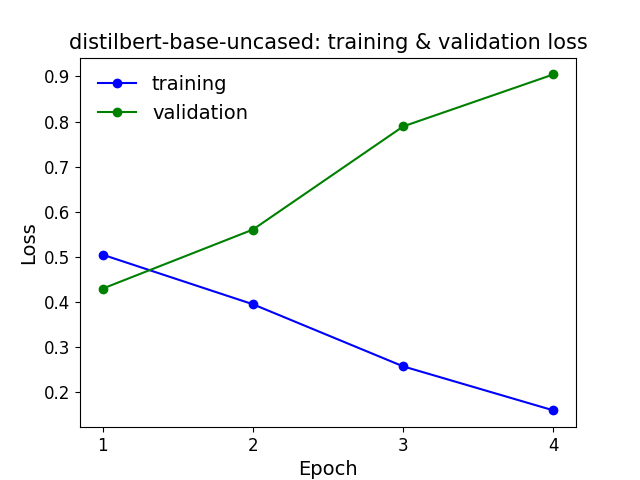 distilbert-base-uncased: training & validation loss
training
validation
Loss
0.9
0.8
0.7
0.6
0.5
0.4
0.3
0.2
1 2 3 4
Epoch